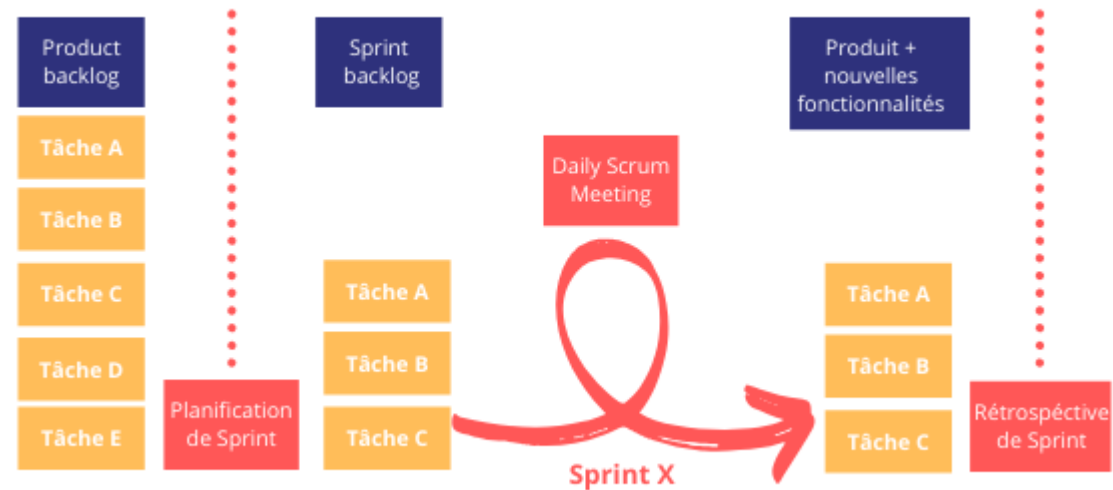 Product
backlog
Tâche A
Tâche B
Tâche C
Tâche D
Tâche E
Planification
de Sprint
Sprint
backlog
Tâche A
Tâche B
Tâche C
Daily Scrum
Meeting
Sprint X
Produit +
nouvelles
fonctionnalités
Tâche A
Tâche B
Tâche C
Rétrospéctive
de Sprint